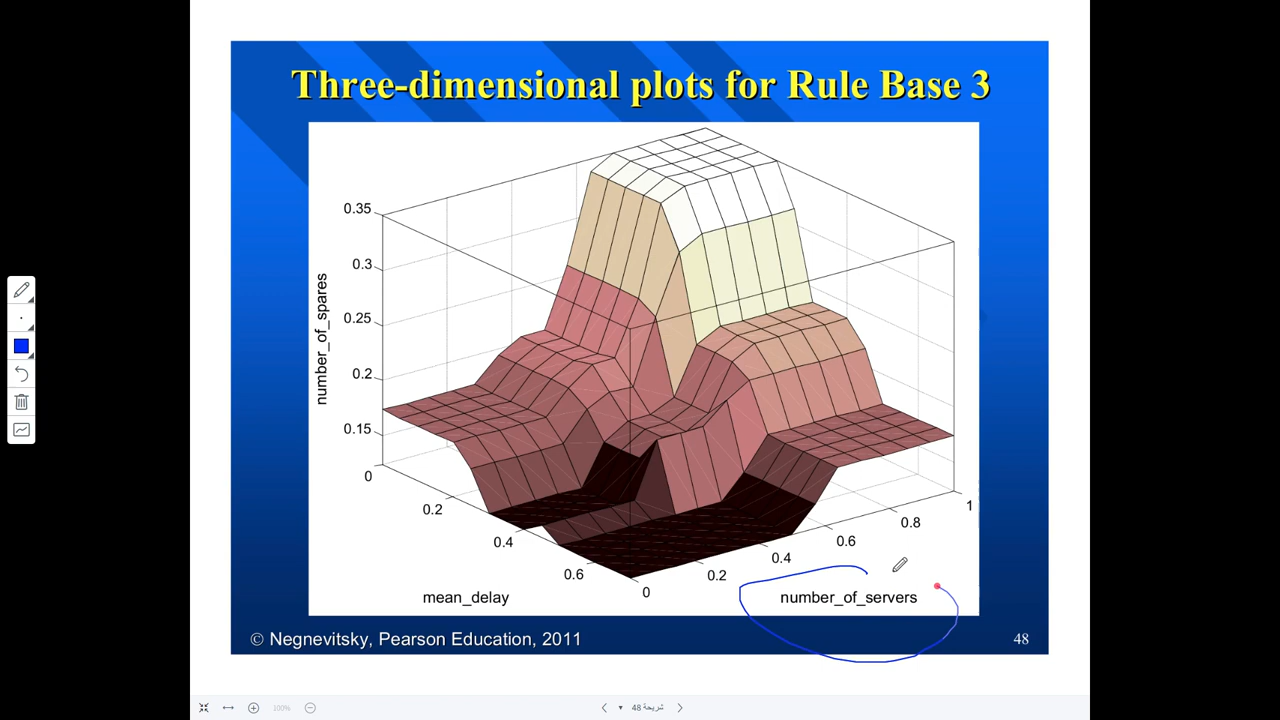 Three-dimensional plots for Rule Base 3
0.35
0.3
0.25
0.2
0.15
number_of_spares
0
0.2
0.4
0.6
mean_delay
0
0.2
0.4
0.6
0.8
1
number_of_servers
© Negnevitsky, Pearson Education, 2011
48
100%
شريحة 48